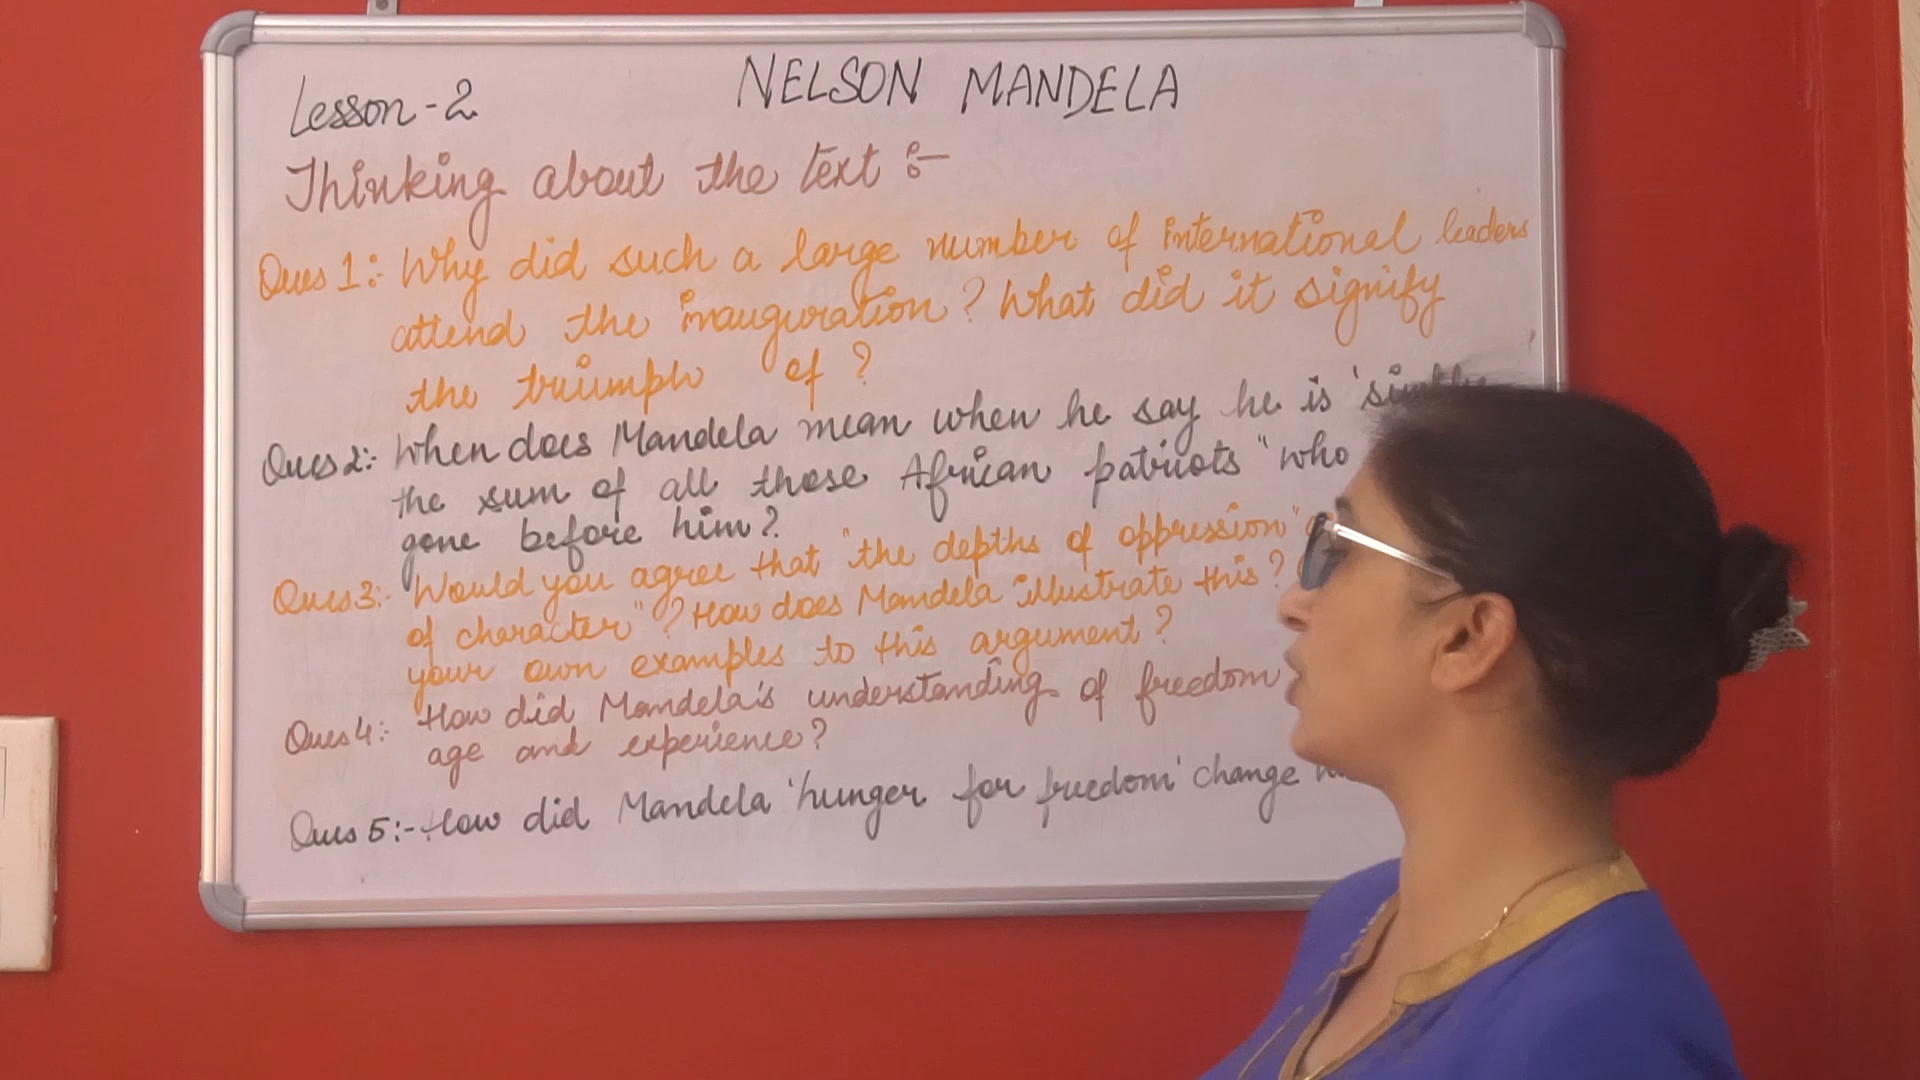 Lesson - 2
NELSON MANDELA
Thinking about the text :-
Ques 1:- Why did such a large number of international leaders
attend the inauguration? What did it signify
the triumph of?
Ques 2:- When does Mandela mean when he say he is 'simply
the sum of all those African patriots" who
gone before him?
Ques 3:- Would you agree that "the depths of oppression"
of character"? How does Mandela illustrate this?
your own examples to this argument?
Ques 4:- How did Mandela's understanding of freedom
age and experience?
Ques 5:- How did Mandela 'hunger for freedom' change